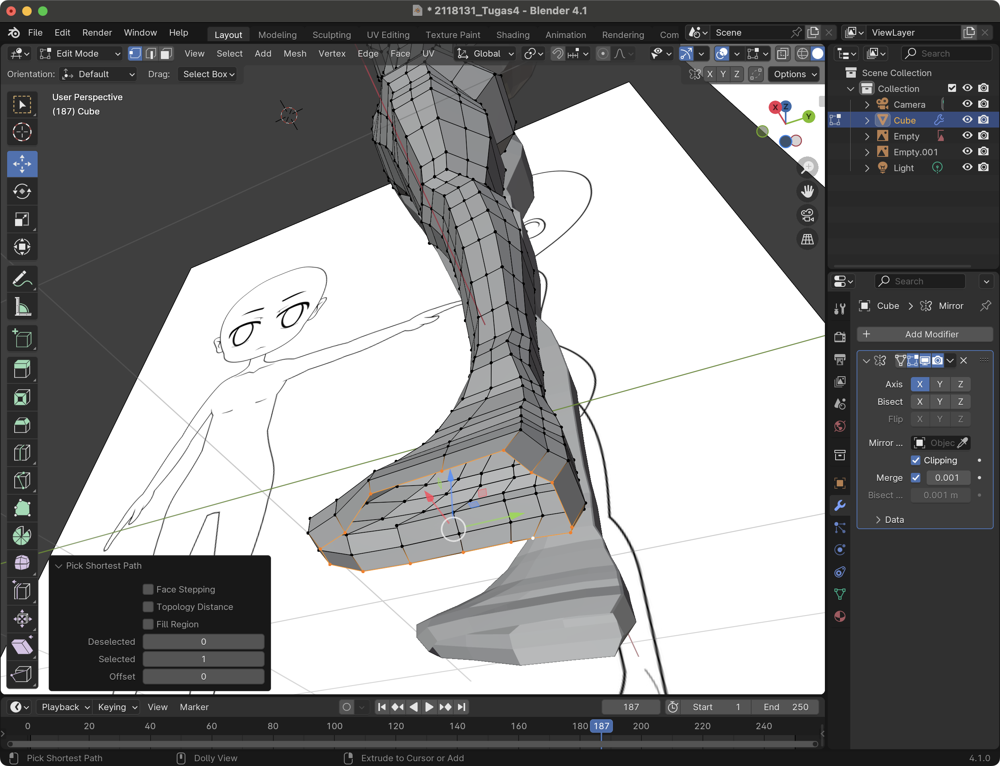 * 2118131_Tugas4 - Blender 4.1
File Edit Render Window Help Layout Modeling Sculpting UV Editing Texture Paint Shading Animation Rendering Com Scene ViewLayer
Edit Mode View Select Add Mesh Vertex Edge Face UV Global Search
Orientation: Default Drag: Select Box X Y Z Options
Scene Collection
Collection
Camera
Cube
Empty
Empty.001
Light
User Perspective
(187) Cube
X Z Y
Search
Cube > Mirror
+ Add Modifier
Axis X Y Z
Bisect X Y Z
Flip X Y Z
Mirror ... Objec
Clipping
Merge 0.001
Bisect ... 0.001 m
Data
Pick Shortest Path
Face Stepping
Topology Distance
Fill Region
Deselected 0
Selected 1
Offset 0
Playback Keying View Marker 187 Start 1 End 250
0 20 40 60 80 100 120 140 160 180 187 200 220 240
Pick Shortest Path Dolly View Extrude to Cursor or Add 4.1.0